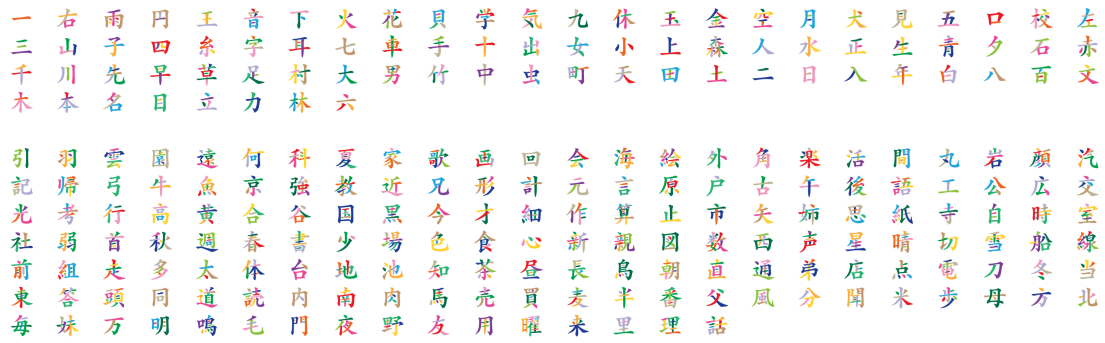 一右雨円王音下火花貝学気九休玉金空月犬見五口校左
三山子四糸字耳七車手十出女小上森人水正生青夕石赤
千川先早草足村大男竹中虫町天田土二日入年白八百文
木本名目立力林六
引羽雲園遠何科夏家歌画回会海絵外角楽活間丸岩顔汽
記帰弓牛魚京強教近兄形計元言原戸古午後語工公広交
光考行高黄合谷国黒今才細作算止市矢姉思紙寺自時室
社弱首秋週春書少場色食心新親図数西声星晴切雪船線
前組走多太体台地池知茶昼長鳥朝直通弟店点電刀冬当
東答頭同道読内南肉馬売買麦半番父風分聞米歩母方北
毎妹万明鳴毛門夜野友用曜来里理話